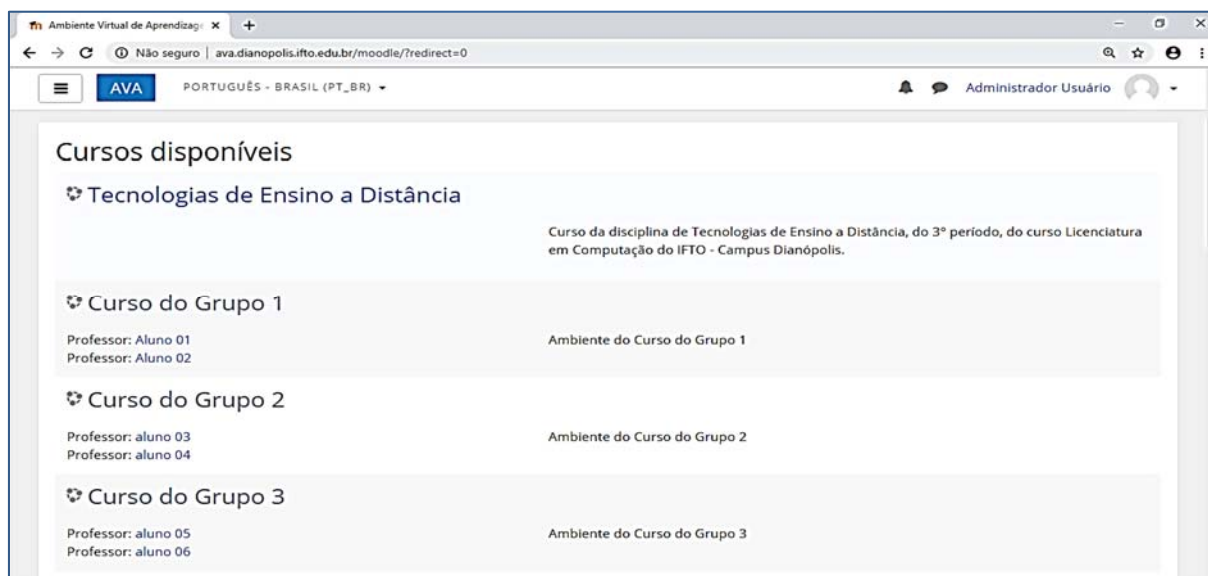 Ambiente Virtual de Aprendizage
Não seguro | ava.dianopolis.ifto.edu.br/moodle/?redirect=0
AVA PORTUGUÊS - BRASIL (PT_BR) Administrador Usuário
Cursos disponíveis
Tecnologias de Ensino a Distância
Curso da disciplina de Tecnologias de Ensino a Distância, do 3º período, do curso Licenciatura
em Computação do IFTO - Campus Dianópolis.
Curso do Grupo 1
Professor: Aluno 01 Ambiente do Curso do Grupo 1
Professor: Aluno 02
Curso do Grupo 2
Professor: aluno 03 Ambiente do Curso do Grupo 2
Professor: aluno 04
Curso do Grupo 3
Professor: aluno 05 Ambiente do Curso do Grupo 3
Professor: aluno 06